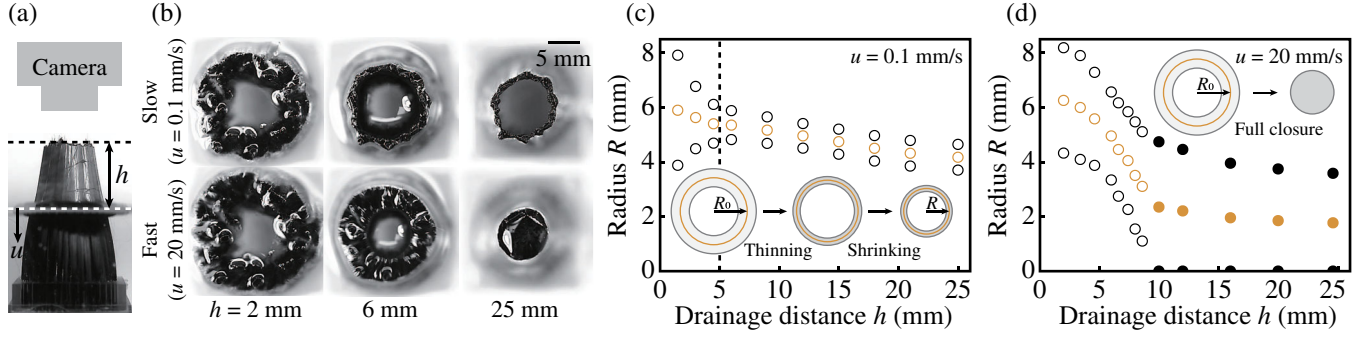 (a)
Camera
h
u
(b)
Slow
(u = 0.1 mm/s)
Fast
(u = 20 mm/s)
5 mm
h = 2 mm
6 mm
25 mm
(c)
u = 0.1 mm/s
Radius R (mm)
8
6
4
2
0
R₀
R
Thinning
Shrinking
0
5
10
15
20
25
Drainage distance h (mm)
(d)
u = 20 mm/s
Radius R (mm)
8
6
4
2
0
R₀
Full closure
0
5
10
15
20
25
Drainage distance h (mm)